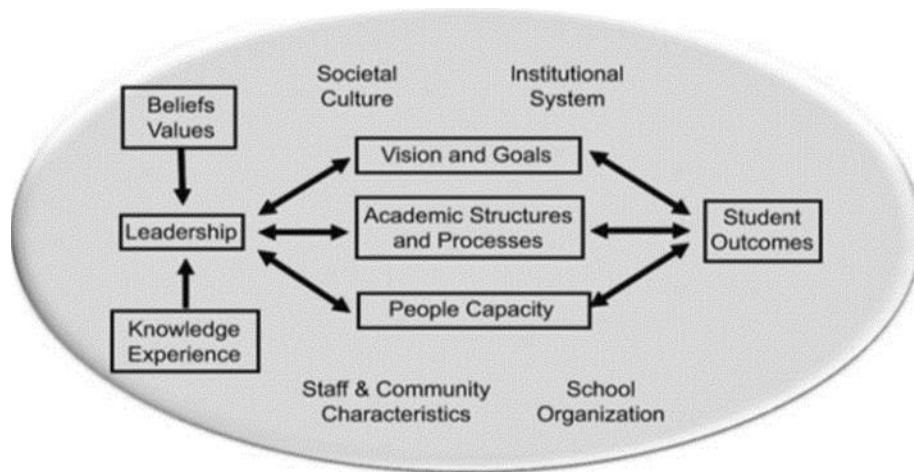 Societal
Culture
Institutional
System
Beliefs
Values
Vision and Goals
Leadership
Academic Structures
and Processes
Student
Outcomes
People Capacity
Knowledge
Experience
Staff & Community
Characteristics
School
Organization